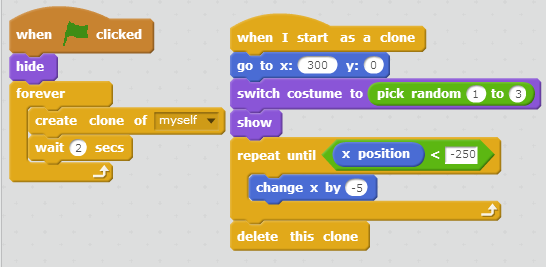 when clicked
hide
forever
create clone of myself
wait 2 secs
when I start as a clone
go to x: 300 y: 0
switch costume to pick random 1 to 3
show
repeat until x position < -250
change x by -5
delete this clone